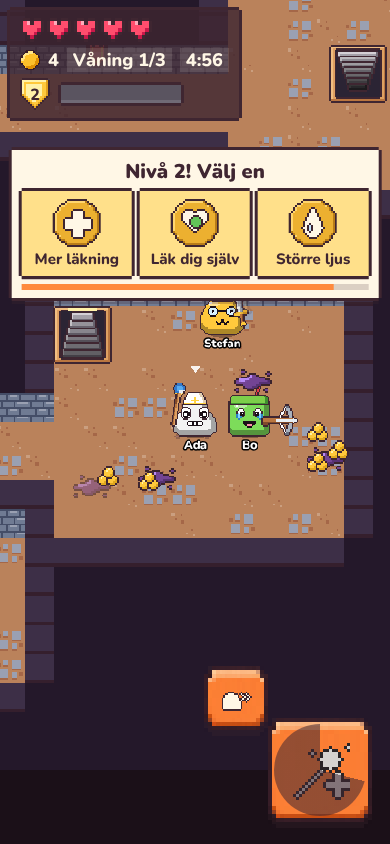 4 Våning 1/3 4:56
2
Nivå 2! Välj en
Mer läkning
Läk dig själv
Större ljus
Stefan
Ada
Bo